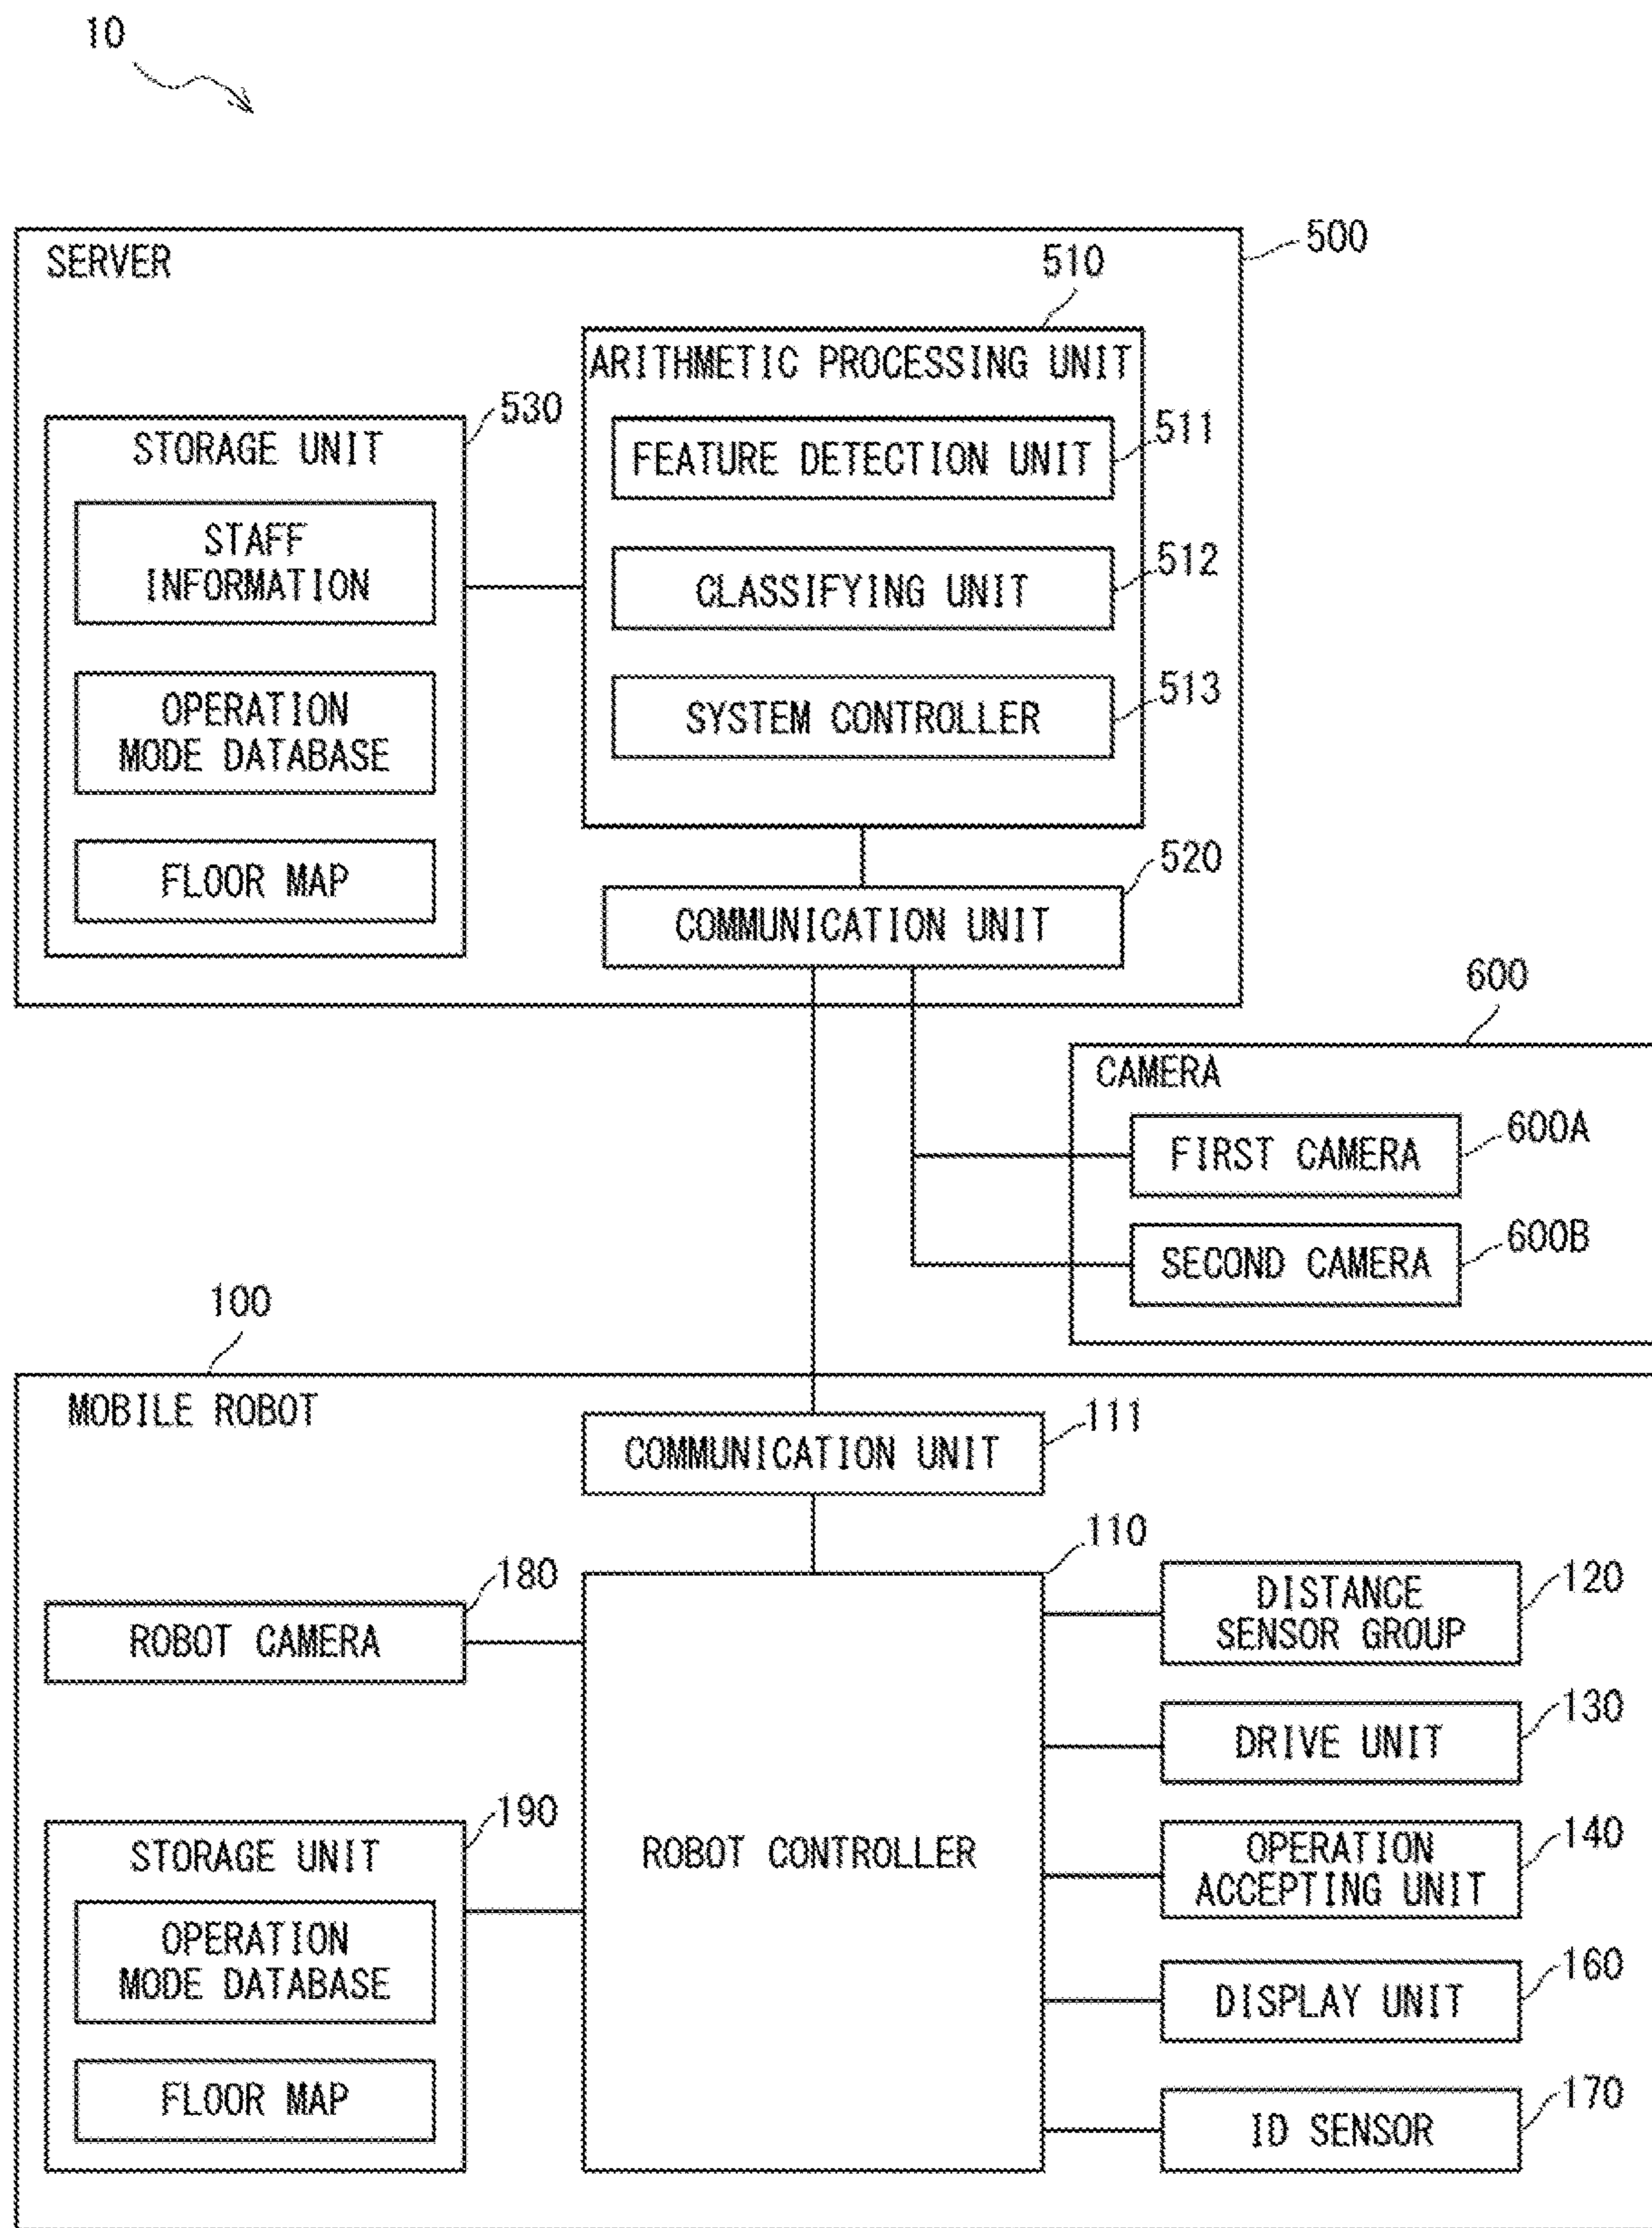 10
SERVER
500
510
ARITHMETIC PROCESSING UNIT
530
STORAGE UNIT
511
FEATURE DETECTION UNIT
STAFF
INFORMATION
512
CLASSIFYING UNIT
OPERATION
MODE DATABASE
513
SYSTEM CONTROLLER
FLOOR MAP
520
COMMUNICATION UNIT
600
CAMERA
FIRST CAMERA
600A
SECOND CAMERA
600B
100
MOBILE ROBOT
COMMUNICATION UNIT
111
110
180
ROBOT CAMERA
DISTANCE
SENSOR GROUP
120
DRIVE UNIT
130
190
STORAGE UNIT
ROBOT CONTROLLER
OPERATION
ACCEPTING UNIT
140
OPERATION
MODE DATABASE
DISPLAY UNIT
160
FLOOR MAP
ID SENSOR
170